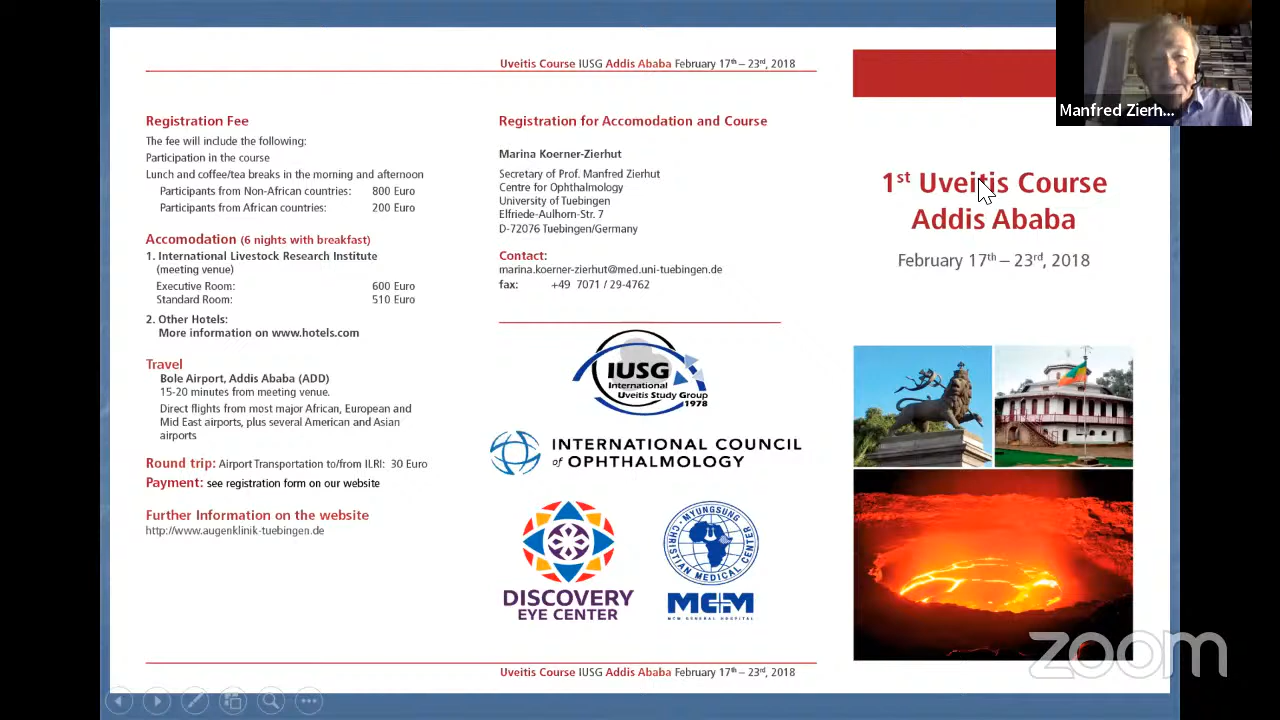 Uveitis Course IUSG Addis Ababa February 17th – 23rd, 2018
Registration Fee
The fee will include the following:
Participation in the course
Lunch and coffee/tea breaks in the morning and afternoon
Participants from Non-African countries: 800 Euro
Participants from African countries: 200 Euro
Accomodation (6 nights with breakfast)
1. International Livestock Research Institute
(meeting venue)
Executive Room: 600 Euro
Standard Room: 510 Euro
2. Other Hotels:
More information on www.hotels.com
Travel
Bole Airport, Addis Ababa (ADD)
15-20 minutes from meeting venue.
Direct flights from most major African, European and
Mid East airports, plus several American and Asian
airports
Round trip: Airport Transportation to/from ILRI: 30 Euro
Payment: see registration form on our website
Further Information on the website
http://www.augenklinik-tuebingen.de
Registration for Accomodation and Course
Marina Koerner-Zierhut
Secretary of Prof. Manfred Zierhut
Centre for Ophthalmology
University of Tuebingen
Elfriede-Aulhorn-Str. 7
D-72076 Tuebingen/Germany
Contact:
marina.koerner-zierhut@med.uni-tuebingen.de
fax: +49 7071 / 29-4762
IUSG
International
Uveitis Study Group
1978
INTERNATIONAL COUNCIL
of OPHTHALMOLOGY
DISCOVERY
EYE CENTER
MYUNGSUNG
CHRISTIAN MEDICAL CENTER
MCM
MCM GENERAL HOSPITAL
Uveitis Course IUSG Addis Ababa February 17th – 23rd, 2018
1st Uveitis Course
Addis Ababa
February 17th – 23rd, 2018
Manfred Zierh...
zoom